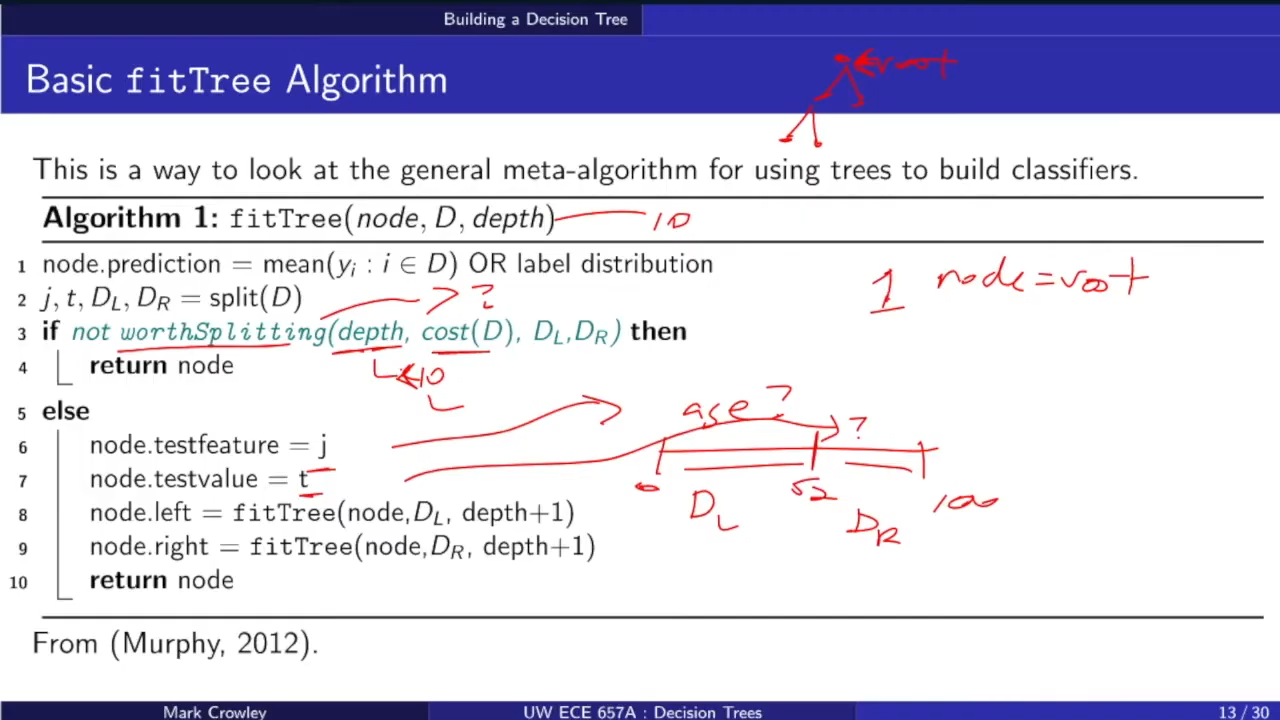 Building a Decision Tree
Basic fitTree Algorithm
root
This is a way to look at the general meta-algorithm for using trees to build classifiers.
Algorithm 1: fitTree(node, D, depth)
10
1 node.prediction = mean(yᵢ : i ∈ D) OR label distribution
1 node=root
2 j, t, D_L, D_R = split(D)
?
3 if not worthSplitting(depth, cost(D), D_L,D_R) then
4 return node
<10
5 else
age?
6 node.testfeature = j
?
7 node.testvalue = t
0 D_L 52 D_R 100
8 node.left = fitTree(node,D_L, depth+1)
9 node.right = fitTree(node,D_R, depth+1)
10 return node
From (Murphy, 2012).
Mark Crowley
UW ECE 657A : Decision Trees
13 / 30